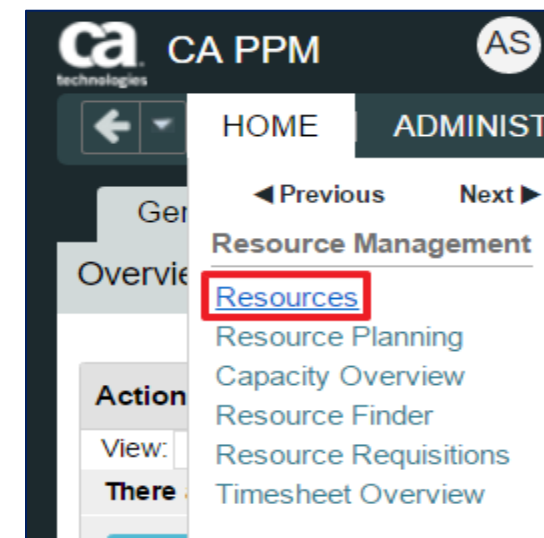 ca
technologies
CA PPM
AS
HOME
ADMINIST
Previous
Next
Ger
Resource Management
Overvie
Resources
Resource Planning
Action
Capacity Overview
Resource Finder
View:
Resource Requisitions
There
Timesheet Overview